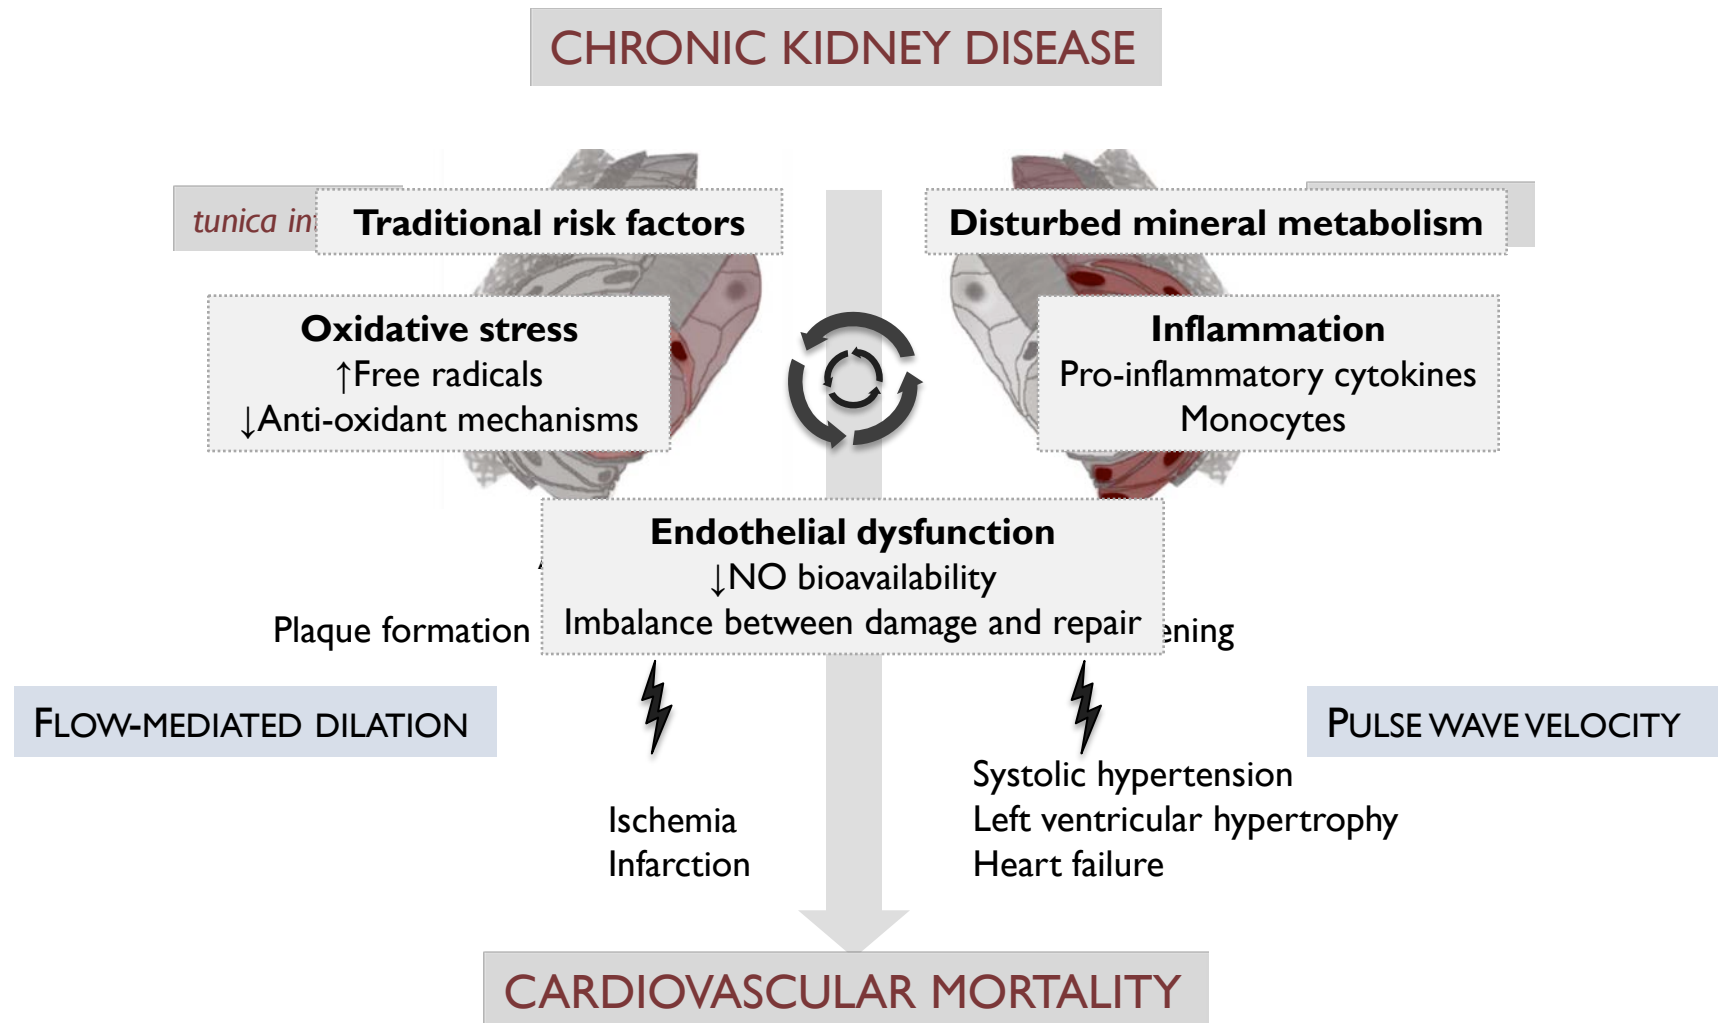 CHRONIC KIDNEY DISEASE
tunica
Traditional risk factors
Disturbed mineral metabolism
Oxidative stress
↑Free radicals
↓Anti-oxidant mechanisms
Inflammation
Pro-inflammatory cytokines
Monocytes
Endothelial dysfunction
↓NO bioavailability
Imbalance between damage and repair
Plaque formation
FLOW-MEDIATED DILATION
PULSE WAVE VELOCITY
Ischemia
Infarction
Systolic hypertension
Left ventricular hypertrophy
Heart failure
CARDIOVASCULAR MORTALITY